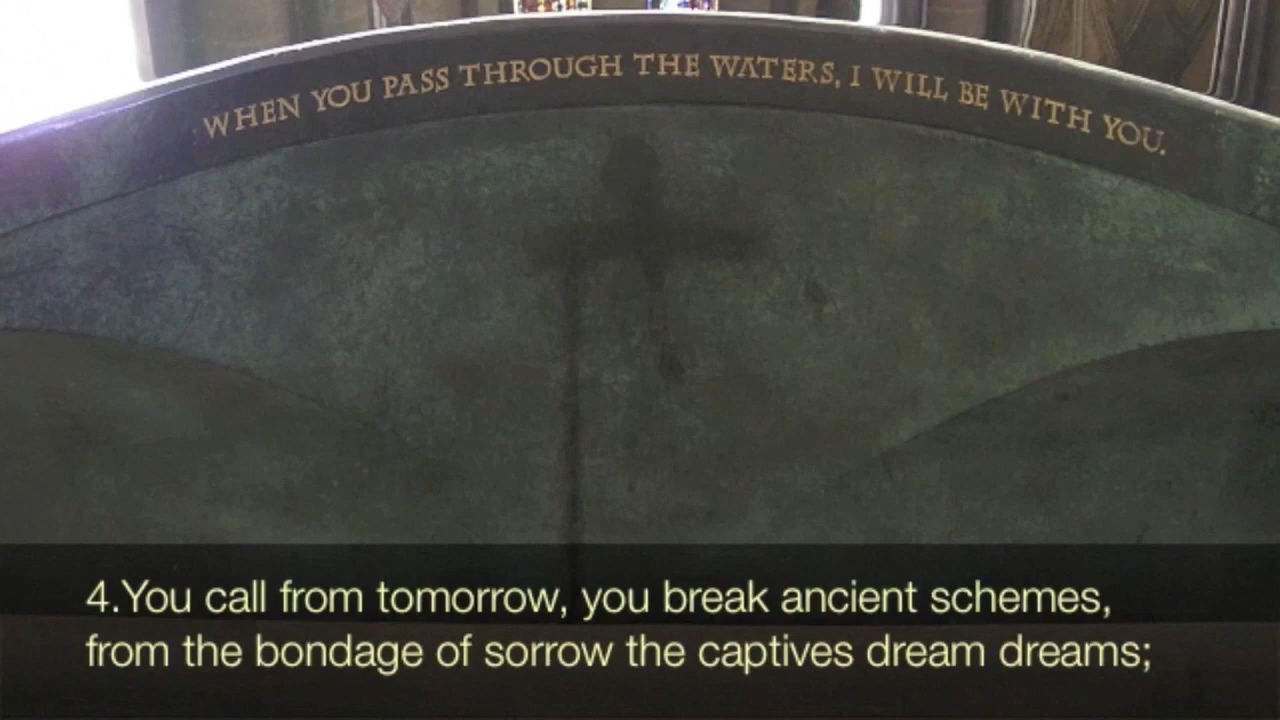 WHEN YOU PASS THROUGH THE WATERS, I WILL BE WITH YOU.
4.You call from tomorrow, you break ancient schemes,
from the bondage of sorrow the captives dream dreams;